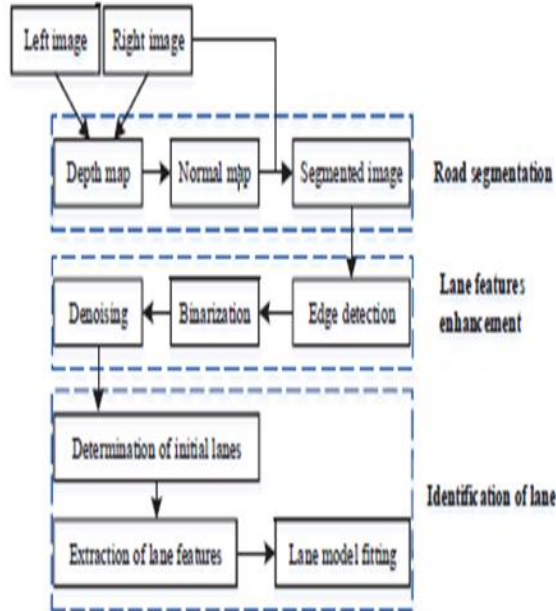 Left image
Right image
Depth map
Normal map
Segmented image
Road segmentation
Denoising
Binarization
Edge detection
Lane features
enhancement
Determination of initial lanes
Extraction of lane features
Lane model fitting
Identification of lane